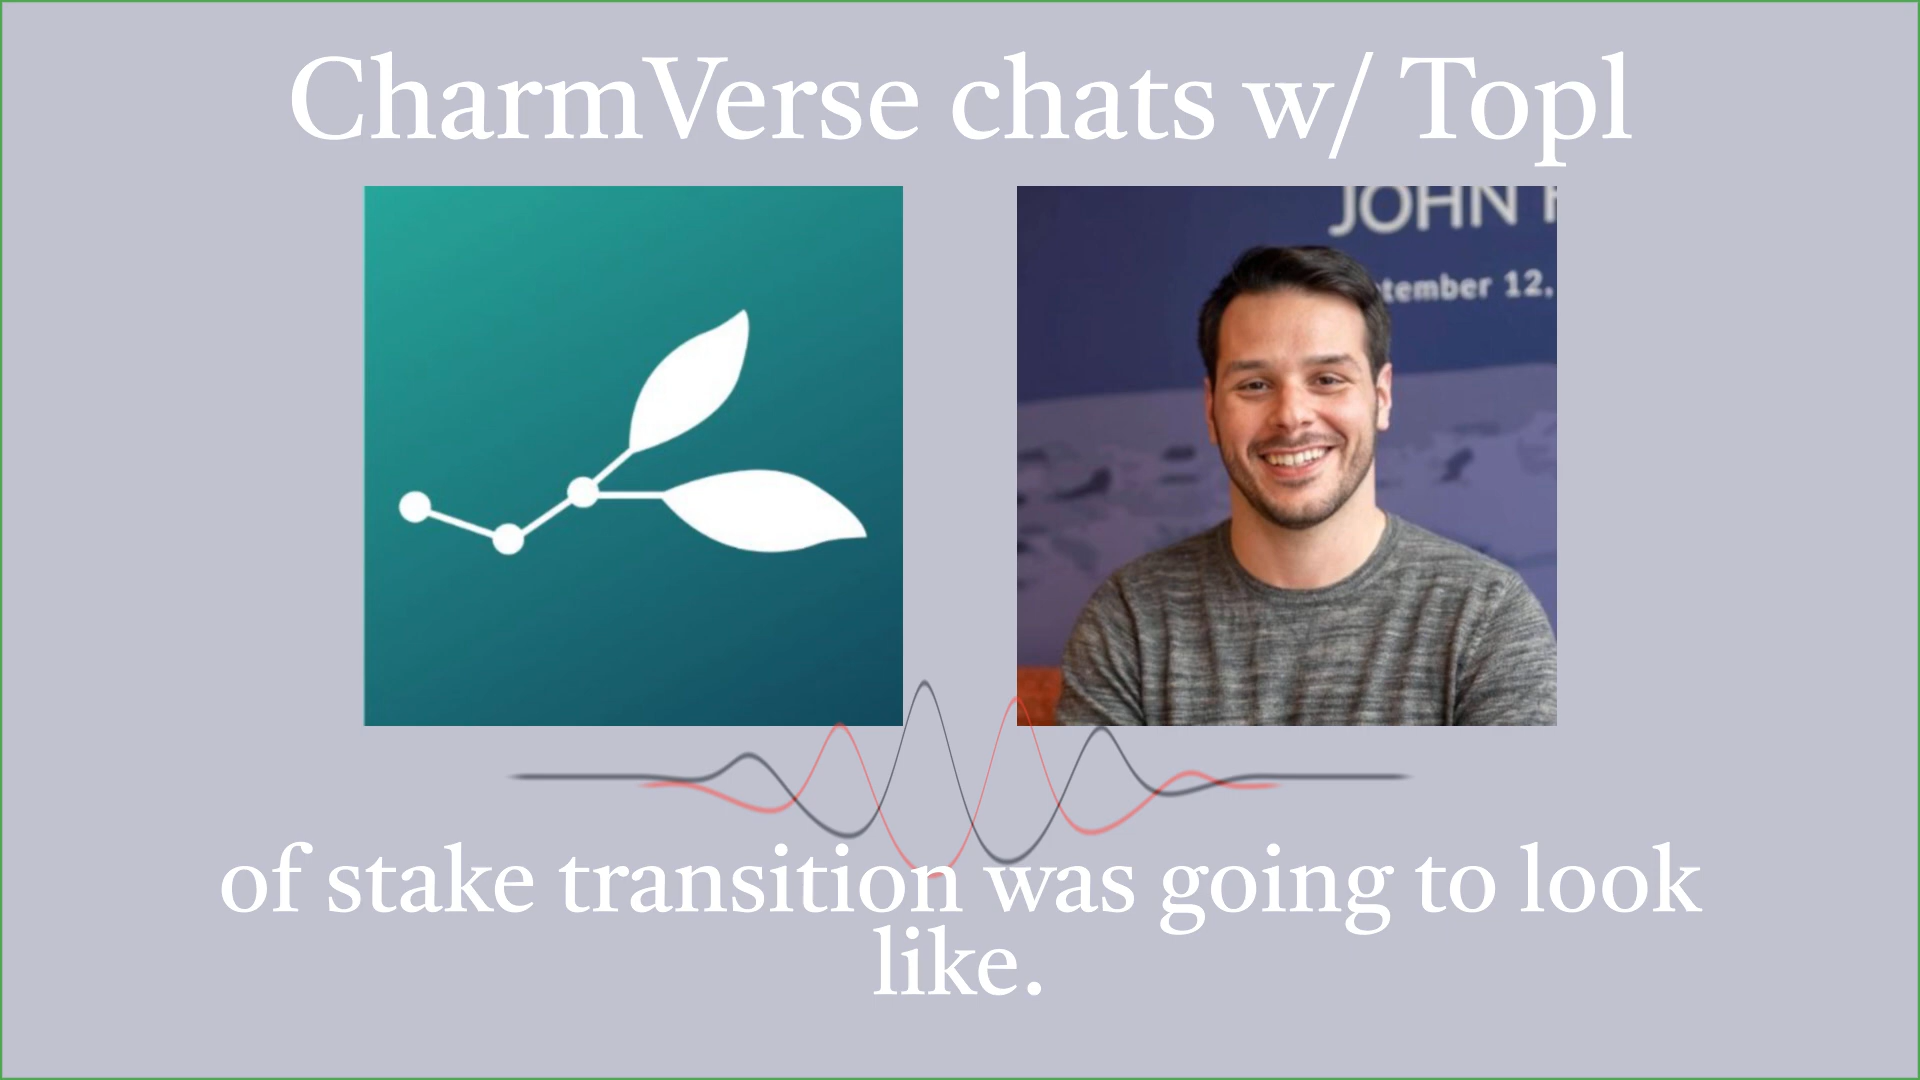 CharmVerse chats w/ Topl
JOHN
tember 12,
of stake transition was going to look
like.